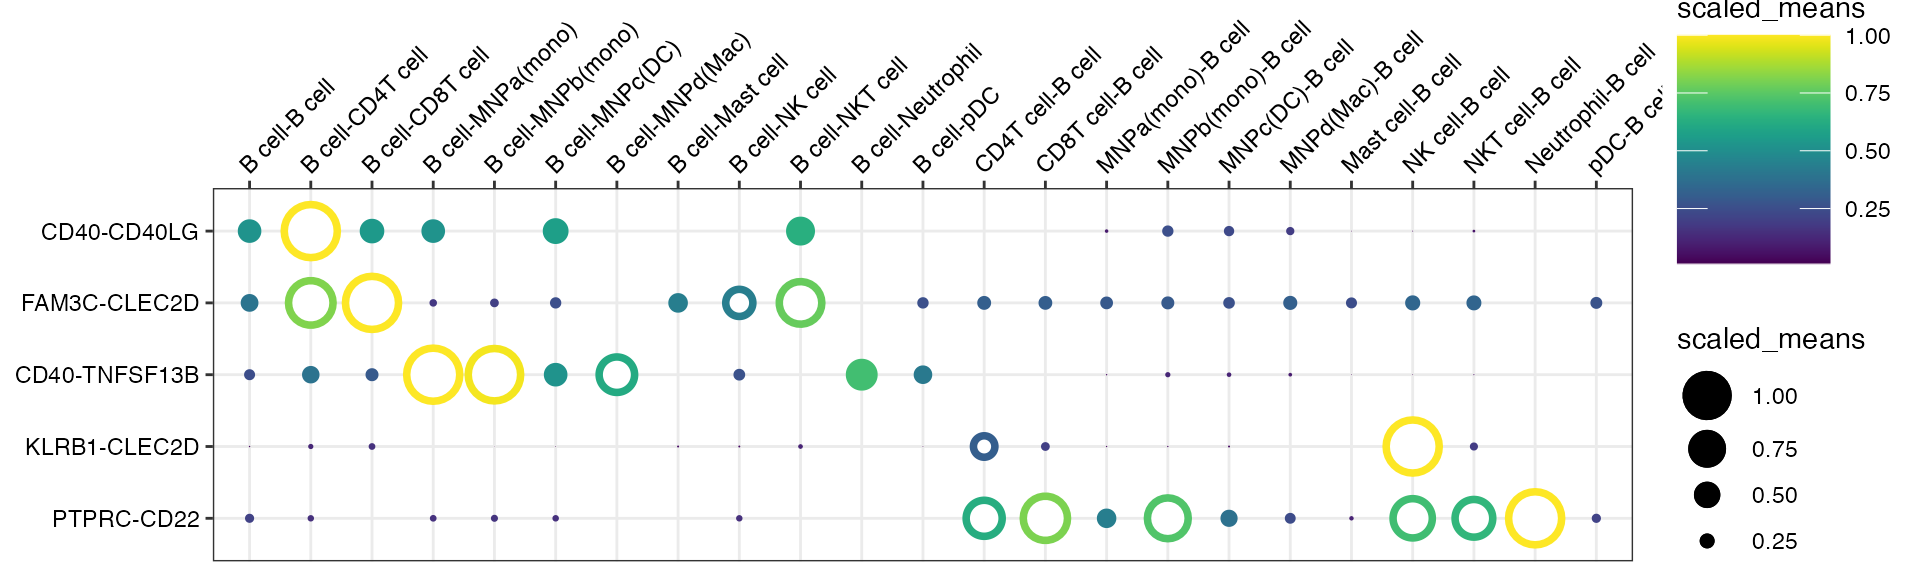 B cell-B cell
B cell-CD4T cell
B cell-CD8T cell
B cell-MNPa(mono)
B cell-MNPb(mono)
B cell-MNPc(DC)
B cell-MNPd(Mac)
B cell-Mast cell
B cell-NK cell
B cell-NKT cell
B cell-Neutrophil
B cell-pDC
CD4T cell-B cell
CD8T cell-B cell
MNPa(mono)-B cell
MNPb(mono)-B cell
MNPc(DC)-B cell
MNPd(Mac)-B cell
Mast cell-B cell
NK cell-B cell
NKT cell-B cell
Neutrophil-B cell
pDC-B
CD40-CD40LG
FAM3C-CLEC2D
CD40-TNFSF13B
KLRB1-CLEC2D
PTPRC-CD22
scaled_means
1.00
0.75
0.50
0.25
scaled_means
1.00
0.75
0.50
0.25